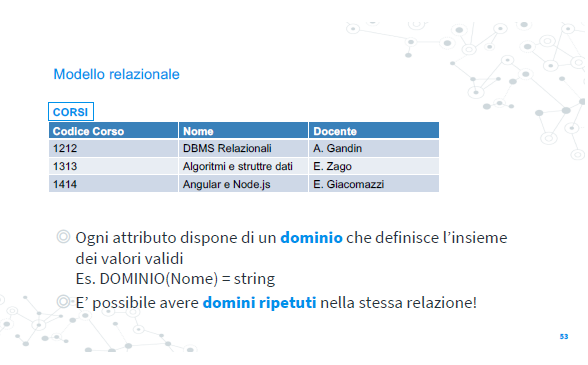 Modello relazionale
CORSI
Codice Corso Nome Docente
1212 DBMS Relazionali A. Gandin
1313 Algoritmi e struttre dati E. Zago
1414 Angular e Node.js E. Giacomazzi
Ogni attributo dispone di un dominio che definisce l'insieme
dei valori validi
Es. DOMINIO(Nome) = string
E' possibile avere domini ripetuti nella stessa relazione!
53